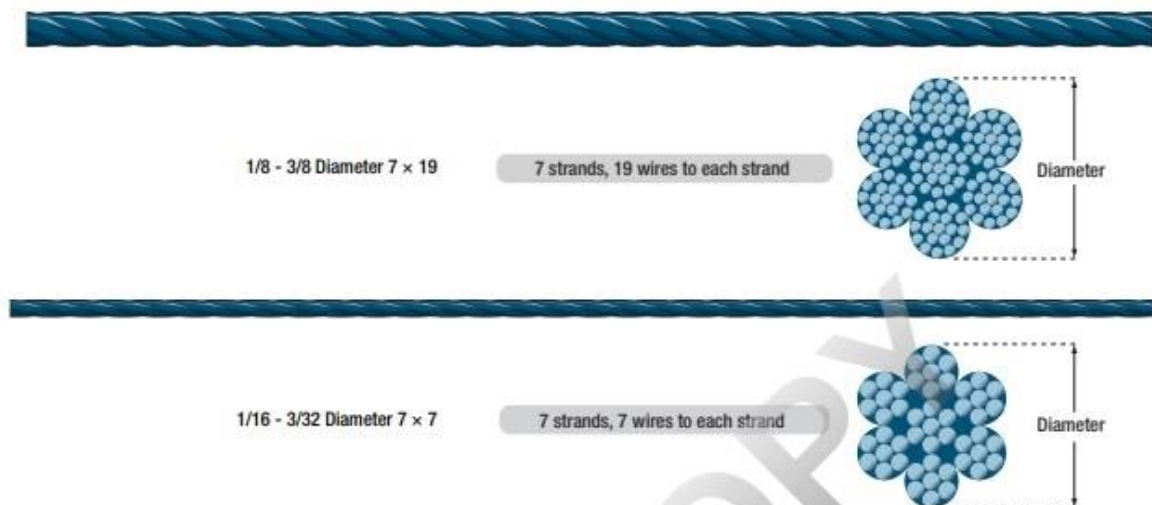 1/8 - 3/8 Diameter 7 × 19
7 strands, 19 wires to each strand
Diameter
1/16 - 3/32 Diameter 7 × 7
7 strands, 7 wires to each strand
Diameter